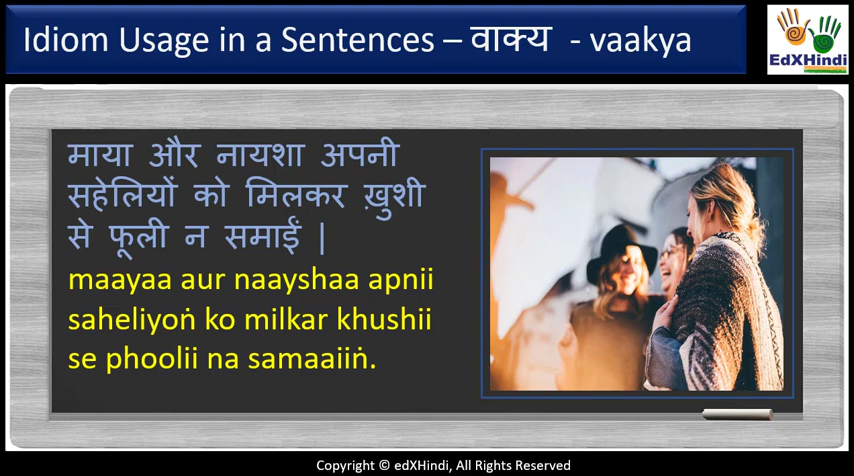 Idiom Usage in a Sentences – वाक्य - vaakya
EdXHindi
माया और नायशा अपनी
सहेलियों को मिलकर ख़ुशी
से फूली न समाईं |
maayaa aur naayshaa apnii
saheliyoṅ ko milkar khushii
se phoolii na samaaiiṅ.
Copyright © edXHindi, All Rights Reserved